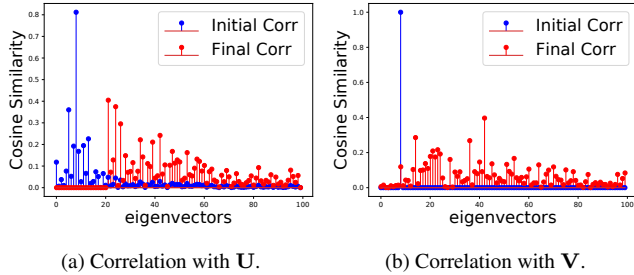 Initial Corr
Final Corr
Cosine Similarity
0.8
0.7
0.6
0.5
0.4
0.3
0.2
0.1
0.0
0 20 40 60 80 100
eigenvectors
(a) Correlation with U.
Initial Corr
Final Corr
Cosine Similarity
1.0
0.8
0.6
0.4
0.2
0.0
0 20 40 60 80 100
eigenvectors
(b) Correlation with V.